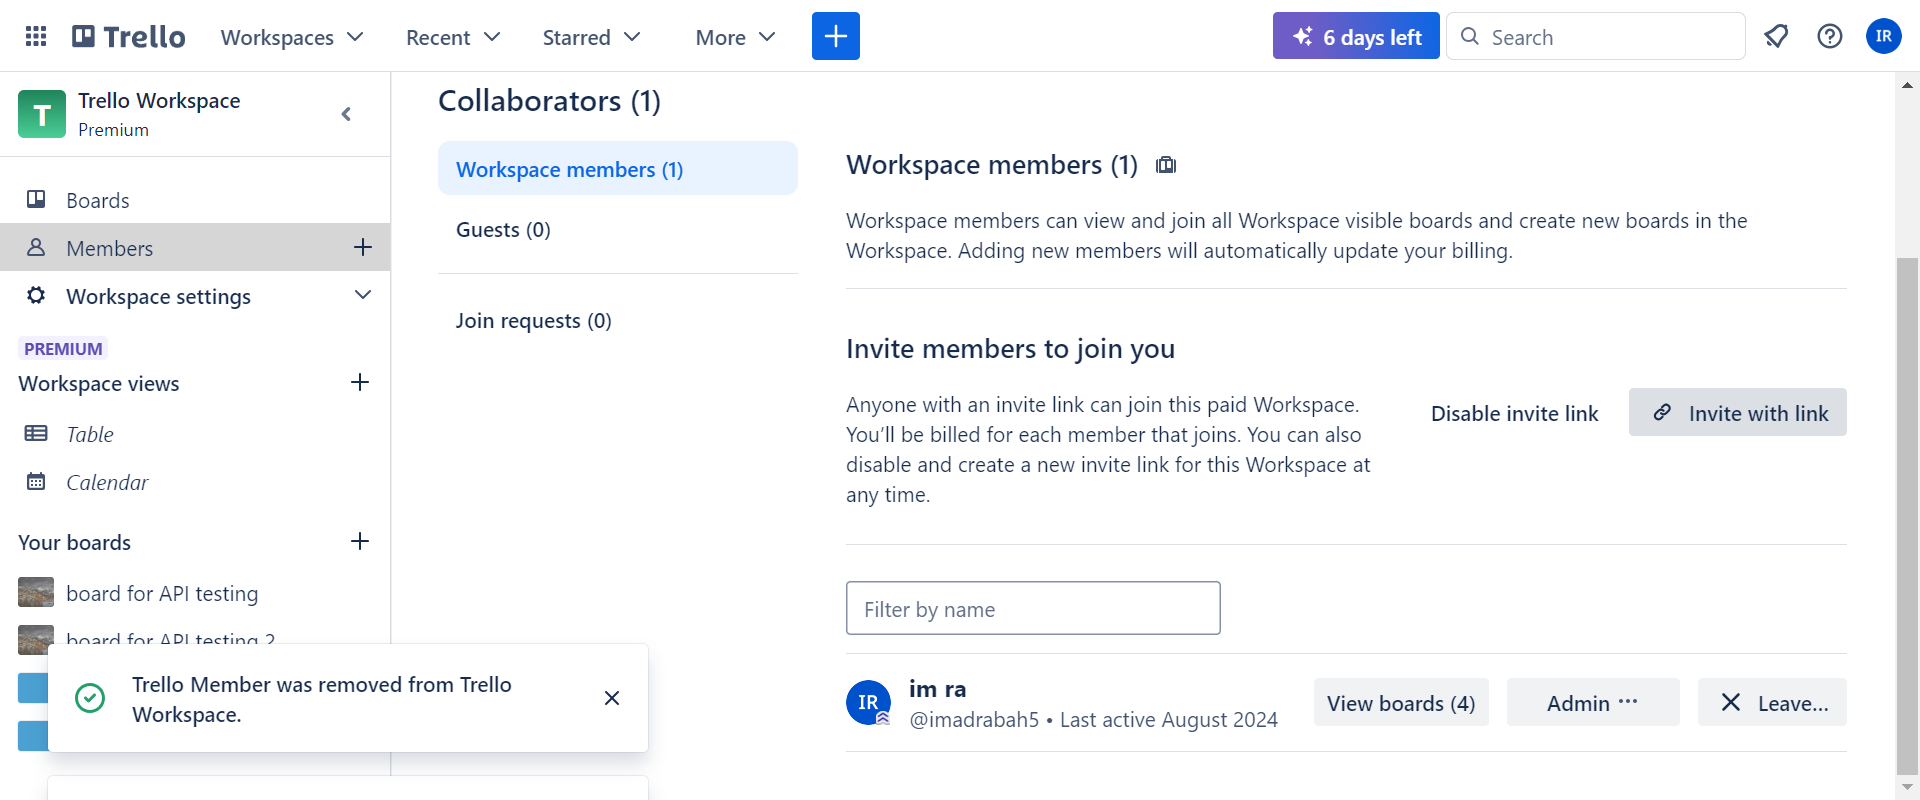 Trello
Workspaces
Recent
Starred
More
6 days left
Search
IR
T
Trello Workspace
Premium
Boards
Members
Workspace settings
PREMIUM
Workspace views
Table
Calendar
Your boards
board for API testing
board for API testing 2
Trello Member was removed from Trello
Workspace.
Collaborators (1)
Workspace members (1)
Guests (0)
Join requests (0)
Workspace members (1)
Workspace members can view and join all Workspace visible boards and create new boards in the
Workspace. Adding new members will automatically update your billing.
Invite members to join you
Anyone with an invite link can join this paid Workspace.
You’ll be billed for each member that joins. You can also
disable and create a new invite link for this Workspace at
any time.
Disable invite link
Invite with link
Filter by name
IR
im ra
@imadrabah5 • Last active August 2024
View boards (4)
Admin ···
Leave...